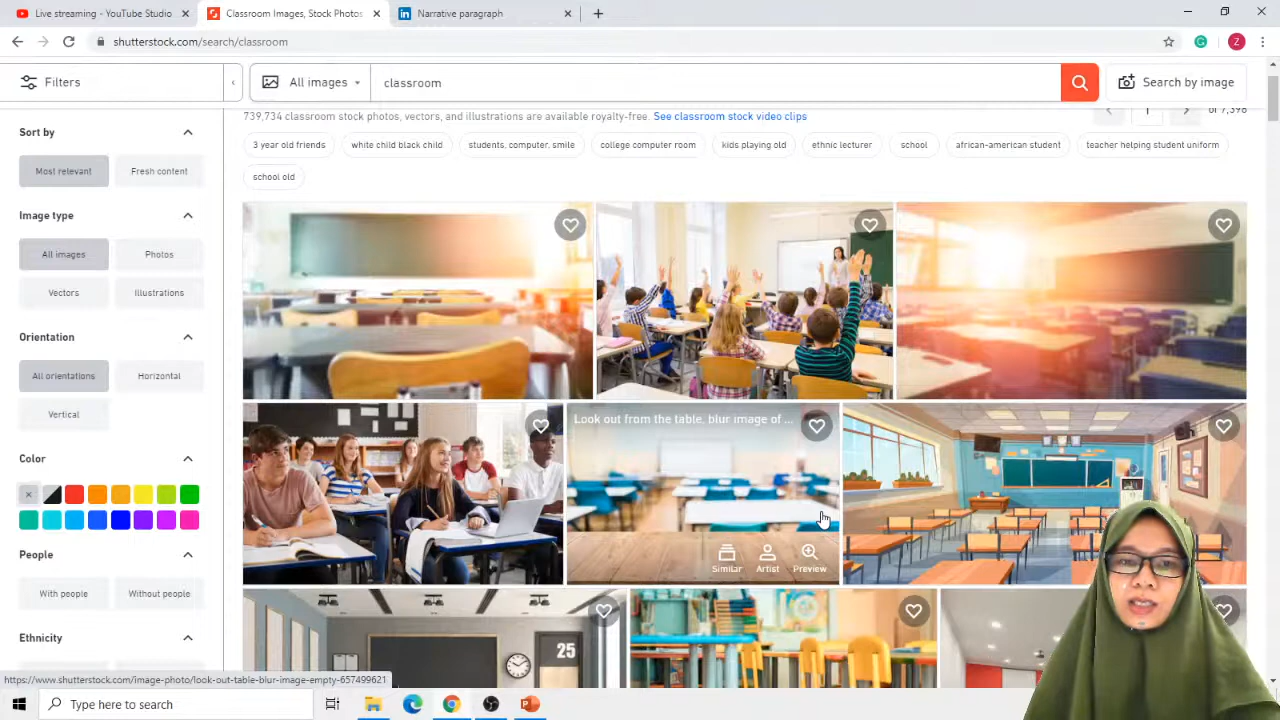 Live streaming - YouTube Studio
Classroom Images, Stock Photos
Narrative paragraph
shutterstock.com/search/classroom
Z
Filters
All images
classroom
Search by image
739,734 classroom stock photos, vectors, and illustrations are available royalty-free. See classroom stock video clips
1
of 7,398
3 year old friends
white child black child
students, computer, smile
college computer room
kids playing old
ethnic lecturer
school
african-american student
teacher helping student uniform
school old
Sort by
Most relevant
Fresh content
Image type
All images
Photos
Vectors
Illustrations
Orientation
All orientations
Horizontal
Vertical
Color
People
With people
Without people
Ethnicity
Look out from the table, blur image of ...
Similar
Artist
Preview
25
https://www.shutterstock.com/image-photo/look-out-table-blur-image-empty-657499621
Type here to search